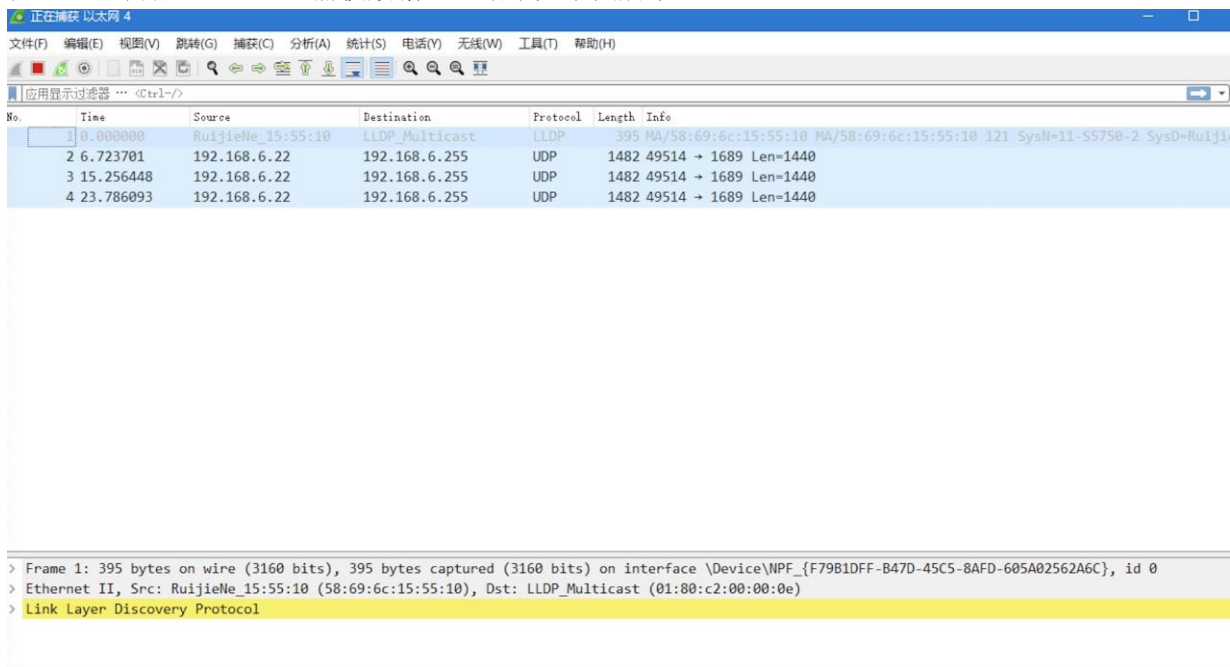 正在捕获 以太网 4
文件(F) 编辑(E) 视图(V) 跳转(G) 捕获(C) 分析(A) 统计(S) 电话(Y) 无线(W) 工具(T) 帮助(H)
应用显示过滤器 … <Ctrl-/>
No. Time Source Destination Protocol Length Info
1 0.000000 RuijieNe_15:55:10 LLDP_Multicast LLDP 395 MA/58:69:6c:15:55:10 MA/58:69:6c:15:55:10 121 SysN=11-S5750-2 SysD=Ruijie
2 6.723701 192.168.6.22 192.168.6.255 UDP 1482 49514 → 1689 Len=1440
3 15.256448 192.168.6.22 192.168.6.255 UDP 1482 49514 → 1689 Len=1440
4 23.786093 192.168.6.22 192.168.6.255 UDP 1482 49514 → 1689 Len=1440
> Frame 1: 395 bytes on wire (3160 bits), 395 bytes captured (3160 bits) on interface \Device\NPF_{F79B1DFF-B47D-45C5-8AFD-605A02562A6C}, id 0
> Ethernet II, Src: RuijieNe_15:55:10 (58:69:6c:15:55:10), Dst: LLDP_Multicast (01:80:c2:00:00:0e)
> Link Layer Discovery Protocol